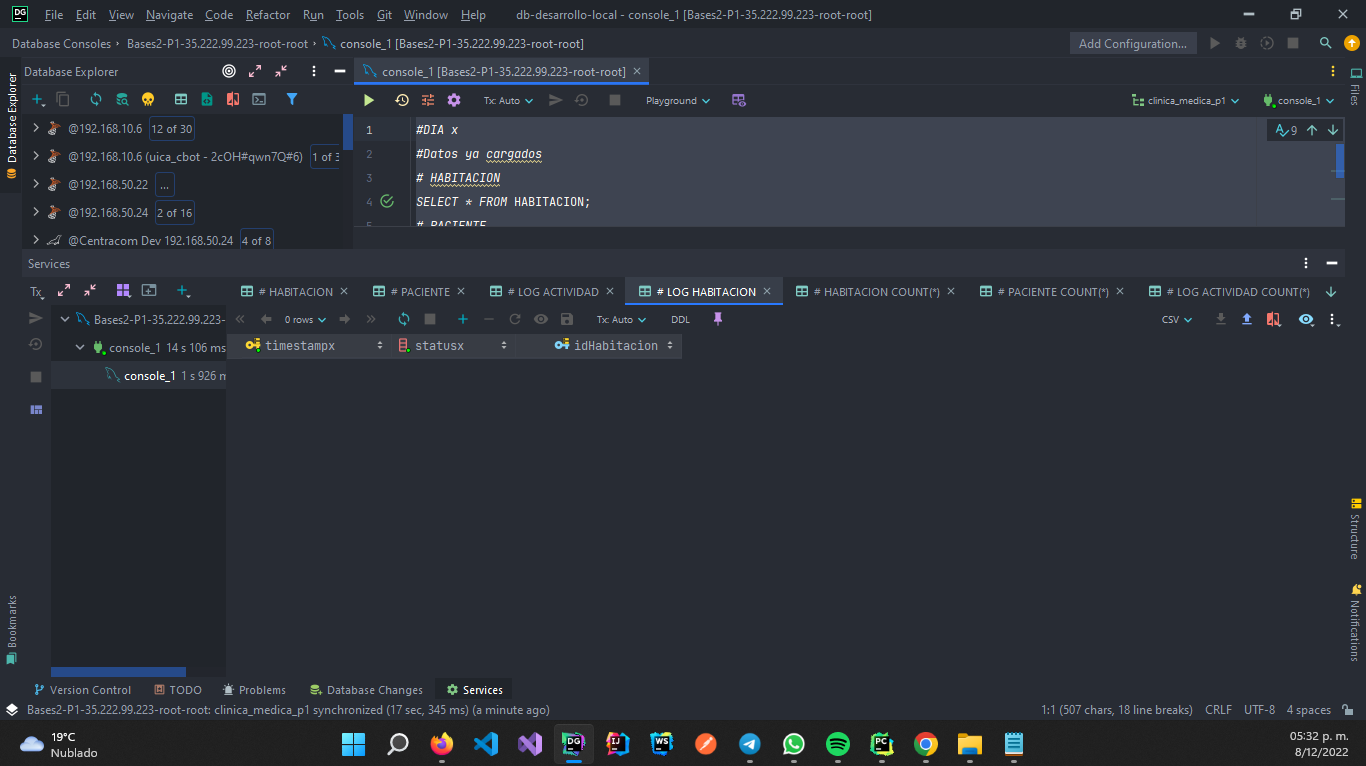 DG File Edit View Navigate Code Refactor Run Tools Git Window Help db-desarrollo-local - console_1 [Bases2-P1-35.222.99.223-root-root]
Database Consoles › Bases2-P1-35.222.99.223-root-root › console_1 [Bases2-P1-35.222.99.223-root-root] Add Configuration...
Database Explorer
Database Explorer
console_1 [Bases2-P1-35.222.99.223-root-root]
Files
Tx: Auto Playground clinica_medica_p1 console_1
@192.168.10.6 12 of 30
@192.168.10.6 (uica_cbot - 2cOH#qwn7Q#6) 1 of 3
@192.168.50.22 ...
@192.168.50.24 2 of 16
@Centracom Dev 192.168.50.24 4 of 8
1 #DIA x
9
2 #Datos ya cargados
3 # HABITACION
4 SELECT * FROM HABITACION;
5 # PACIENTE
Services
Tx
# HABITACION # PACIENTE # LOG ACTIVIDAD # LOG HABITACION # HABITACION COUNT(*) # PACIENTE COUNT(*) # LOG ACTIVIDAD COUNT(*)
Bases2-P1-35.222.99.223-
0 rows Tx: Auto DDL CSV
console_1 14 s 106 ms
timestampx statusx idHabitacion
console_1 1 s 926 m
Structure
Notifications
Bookmarks
Version Control TODO Problems Database Changes Services
Bases2-P1-35.222.99.223-root-root: clinica_medica_p1 synchronized (17 sec, 345 ms) (a minute ago) 1:1 (507 chars, 18 line breaks) CRLF UTF-8 4 spaces
19°C
Nublado
DG IJ WS PC
05:32 p. m.
8/12/2022